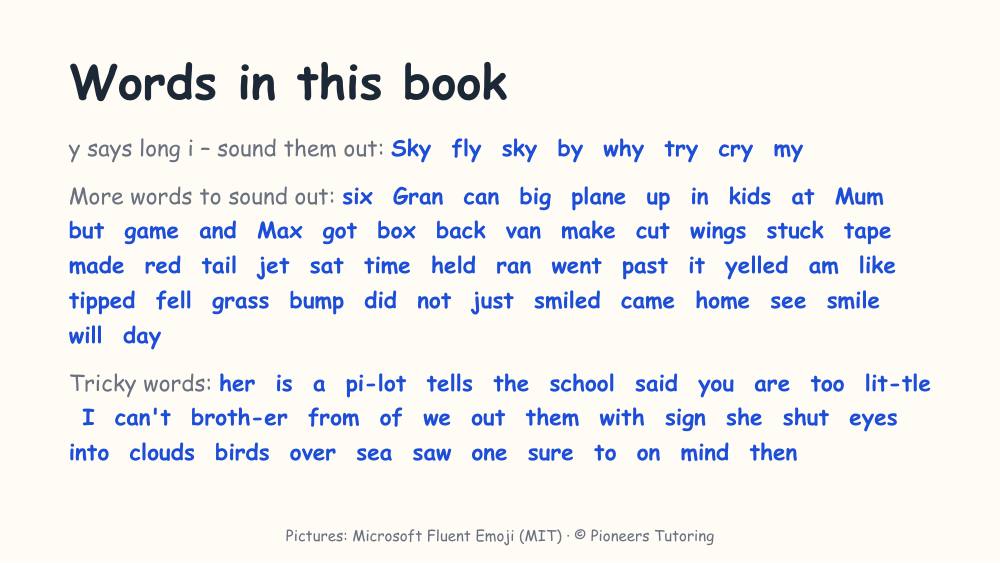 Words in this book
y says long i – sound them out: Sky fly sky by why try cry my
More words to sound out: six Gran can big plane up in kids at Mum
but game and Max got box back van make cut wings stuck tape
made red tail jet sat time held ran went past it yelled am like
tipped fell grass bump did not just smiled came home see smile
will day
Tricky words: her is a pi-lot tells the school said you are too lit-tle
I can't broth-er from of we out them with sign she shut eyes
into clouds birds over sea saw one sure to on mind then
Pictures: Microsoft Fluent Emoji (MIT) · © Pioneers Tutoring